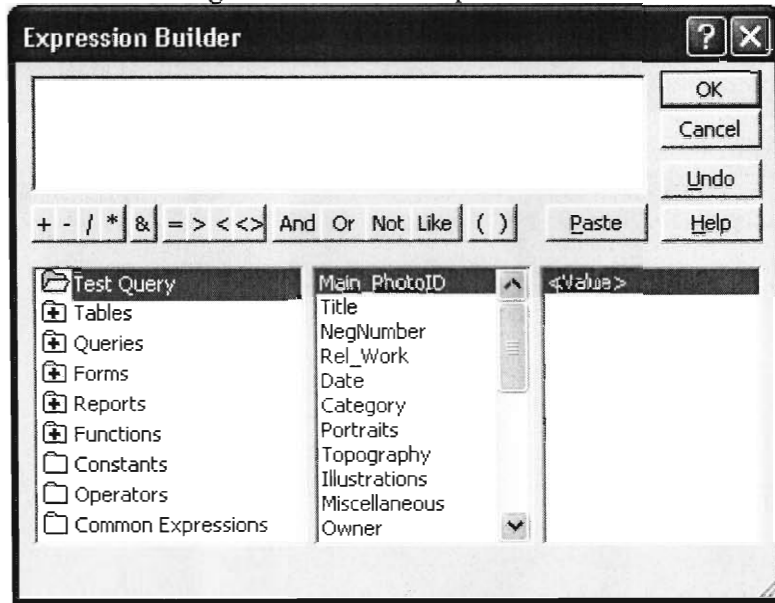 Expression Builder
OK
Cancel
Undo
+ - / * & = > < <> And Or Not Like ( ) Paste Help
Test Query
Tables
Queries
Forms
Reports
Functions
Constants
Operators
Common Expressions
Main_PhotoID
Title
NegNumber
Rel_Work
Date
Category
Portraits
Topography
Illustrations
Miscellaneous
Owner
<Value>